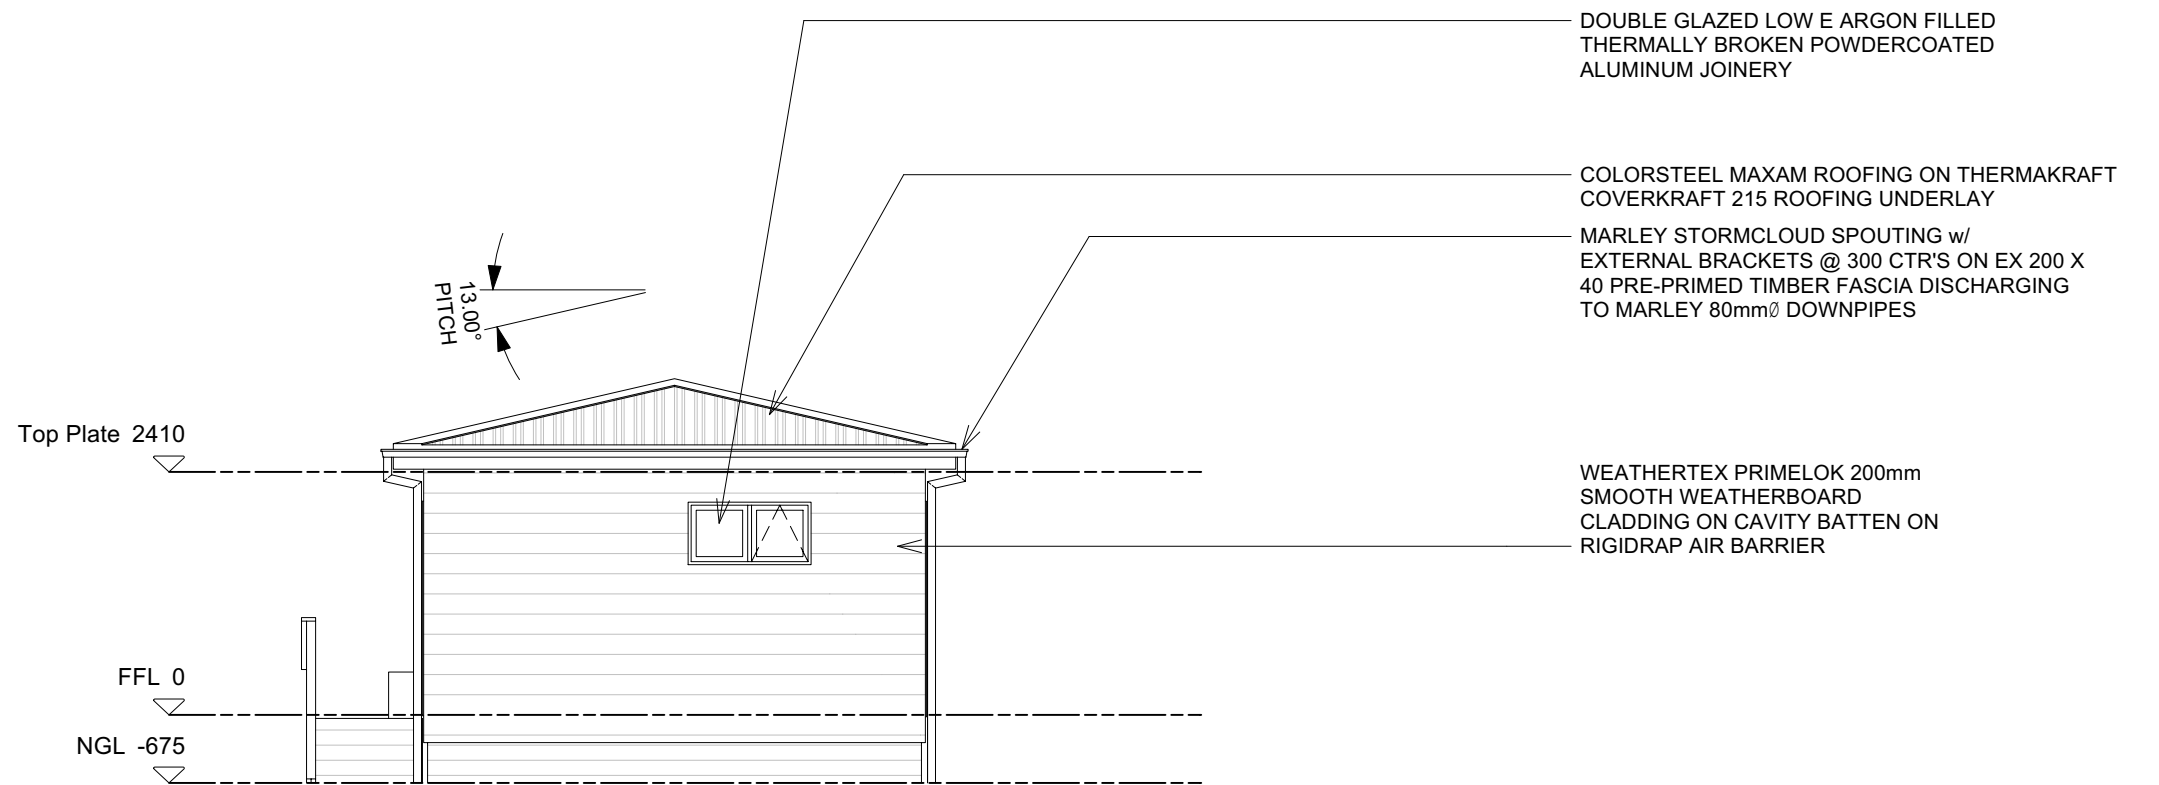 DOUBLE GLAZED LOW E ARGON FILLED
THERMALLY BROKEN POWDERCOATED
ALUMINUM JOINERY
COLORSTEEL MAXAM ROOFING ON THERMAKRAFT
COVERKRAFT 215 ROOFING UNDERLAY
MARLEY STORMCLOUD SPOUTING w/
EXTERNAL BRACKETS @ 300 CTR'S ON EX 200 X
40 PRE-PRIMED TIMBER FASCIA DISCHARGING
TO MARLEY 80mmØ DOWNPIPES
13.00°
PITCH
Top Plate 2410
WEATHERTEX PRIMELOK 200mm
SMOOTH WEATHERBOARD
CLADDING ON CAVITY BATTEN ON
RIGIDRAP AIR BARRIER
FFL 0
NGL -675